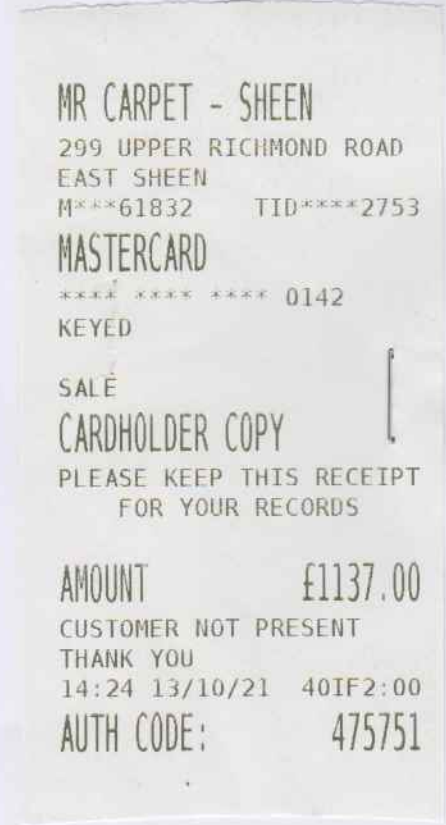 MR CARPET - SHEEN
299 UPPER RICHMOND ROAD
EAST SHEEN
M***61832 TID****2753
MASTERCARD
**** **** **** 0142
KEYED
SALE
CARDHOLDER COPY
PLEASE KEEP THIS RECEIPT
FOR YOUR RECORDS
AMOUNT £1137.00
CUSTOMER NOT PRESENT
THANK YOU
14:24 13/10/21 40IF2:00
AUTH CODE: 475751